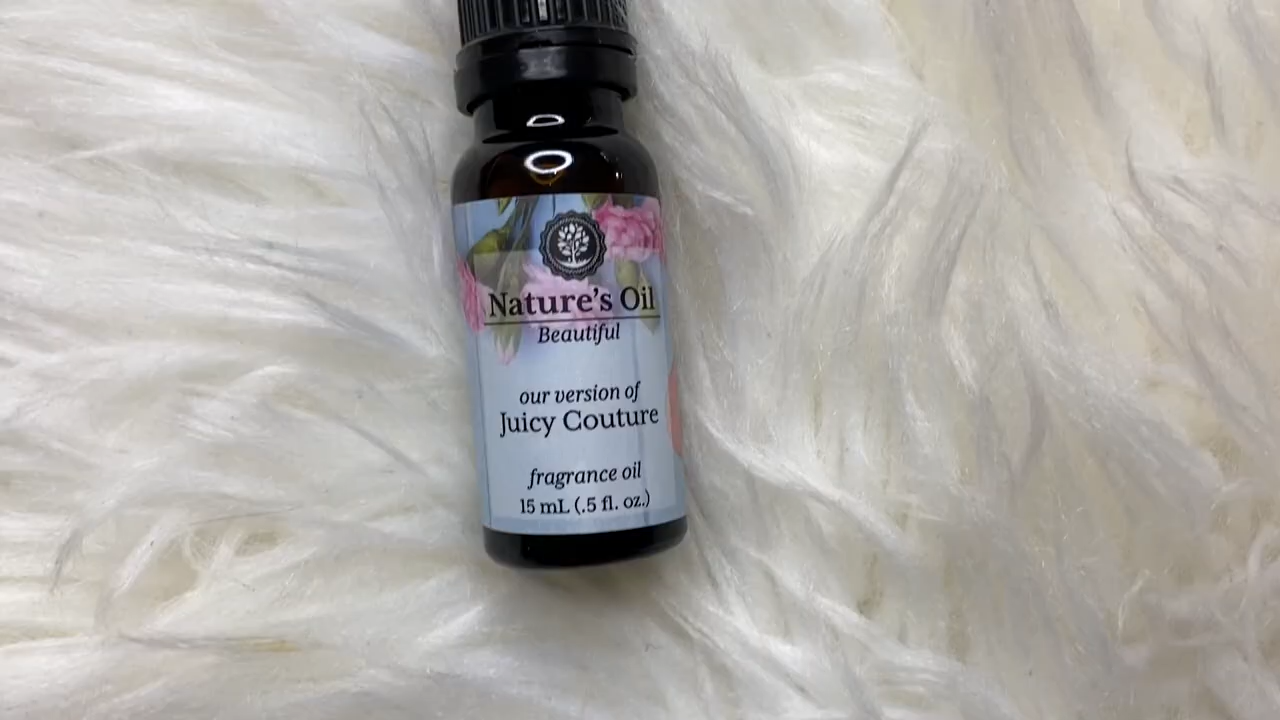 Nature's Oil
Beautiful
our version of
Juicy Couture
fragrance oil
15 mL (.5 fl. oz.)